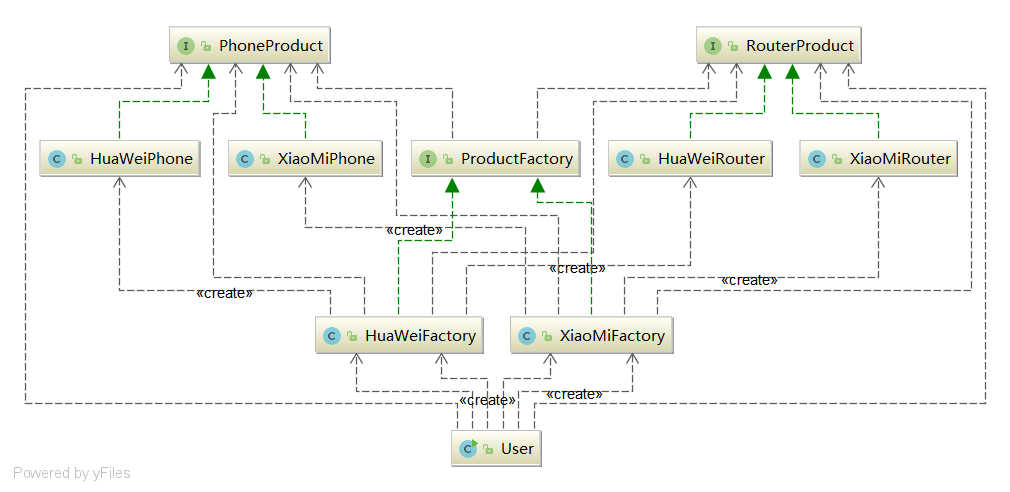 PhoneProduct
RouterProduct
HuaWeiPhone
XiaoMiPhone
ProductFactory
HuaWeiRouter
XiaoMiRouter
«create»
«create»
«create»
«create»
HuaWeiFactory
XiaoMiFactory
«create»
«create»
User
Powered by yFiles